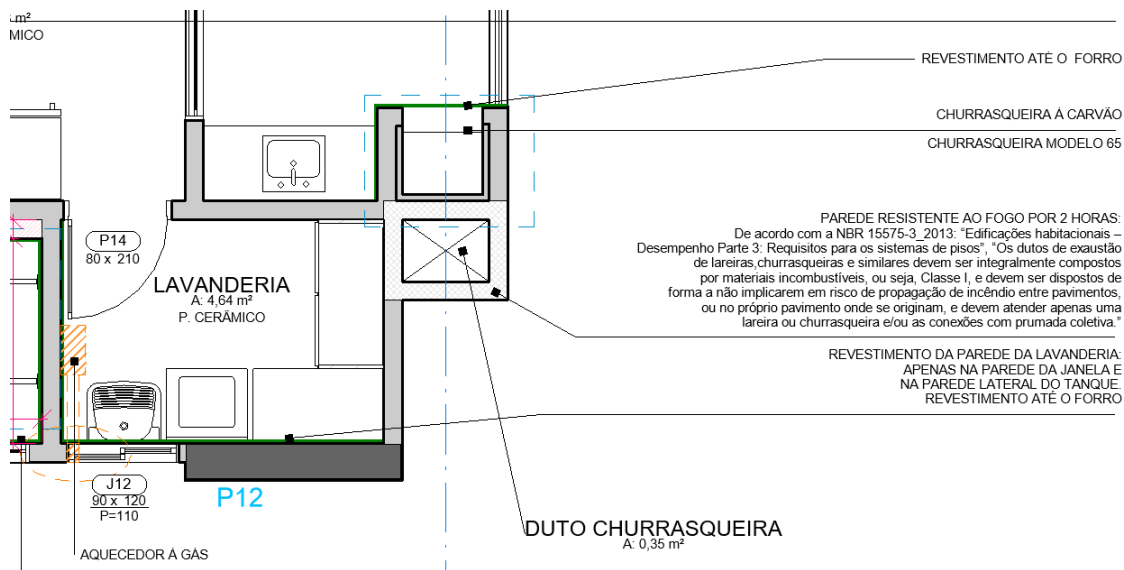 m²
MICO
REVESTIMENTO ATÉ O FORRO
CHURRASQUEIRA À CARVÃO
CHURRASQUEIRA MODELO 65
PAREDE RESISTENTE AO FOGO POR 2 HORAS:
De acordo com a NBR 15575-3_2013: “Edificações habitacionais –
Desempenho Parte 3: Requisitos para os sistemas de pisos”, “Os dutos de exaustão
de lareiras,churrasqueiras e similares devem ser integralmente compostos
por materiais incombustíveis, ou seja, Classe I, e devem ser dispostos de
forma a não implicarem em risco de propagação de incêndio entre pavimentos,
ou no próprio pavimento onde se originam, e devem atender apenas uma
lareira ou churrasqueira e/ou as conexões com prumada coletiva.”
P14
80 x 210
LAVANDERIA
A: 4,64 m²
P. CERÂMICO
REVESTIMENTO DA PAREDE DA LAVANDERIA:
APENAS NA PAREDE DA JANELA E
NA PAREDE LATERAL DO TANQUE.
REVESTIMENTO ATÉ O FORRO
J12
90 x 120
P=110
P12
DUTO CHURRASQUEIRA
A: 0,35 m²
AQUECEDOR À GÁS